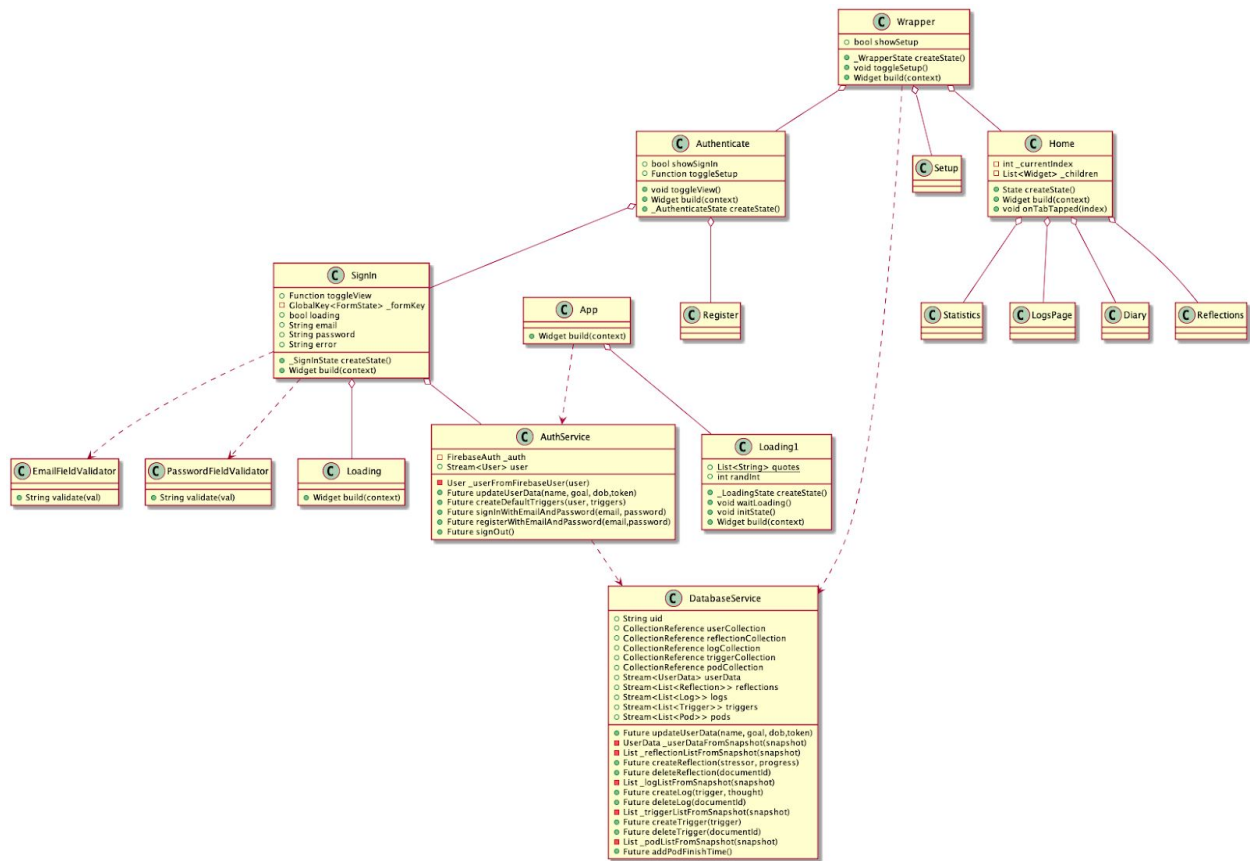 C Wrapper
bool showSetup
_WrapperState createState()
void toggleSetup()
Widget build(context)
C Authenticate
bool showSignIn
Function toggleSetup
void toggleView()
Widget build(context)
_AuthenticateState createState()
C Setup
C Home
int _currentIndex
List<Widget> _children
State createState()
Widget build(context)
void onTabTapped(index)
C SignIn
Function toggleView
GlobalKey<FormState> _formKey
bool loading
String email
String password
String error
_SignInState createState()
Widget build(context)
C App
Widget build(context)
C Register
C Statistics
C LogsPage
C Diary
C Reflections
C EmailFieldValidator
String validate(val)
C PasswordFieldValidator
String validate(val)
C Loading
Widget build(context)
C AuthService
FirebaseAuth _auth
Stream<User> user
User _userFromFirebaseUser(user)
Future updateUserData(name, goal, dob,token)
Future createDefaultTriggers(user, triggers)
Future signInWithEmailAndPassword(email, password)
Future registerWithEmailAndPassword(email,password)
Future signOut()
C Loading1
List<String> quotes
int randInt
_LoadingState createState()
void waitLoading()
void initState()
Widget build(context)
C DatabaseService
String uid
CollectionReference userCollection
CollectionReference reflectionCollection
CollectionReference logCollection
CollectionReference triggerCollection
CollectionReference podCollection
Stream<UserData> userData
Stream<List<Reflection>> reflections
Stream<List<Log>> logs
Stream<List<Trigger>> triggers
Stream<List<Pod>> pods
Future updateUserData(name, goal, dob,token)
UserData _userDataFromSnapshot(snapshot)
List _reflectionListFromSnapshot(snapshot)
Future createReflection(stressor, progress)
Future deleteReflection(documentId)
List _logListFromSnapshot(snapshot)
Future createLog(trigger, thought)
Future deleteLog(documentId)
List _triggerListFromSnapshot(snapshot)
Future createTrigger(trigger)
Future deleteTrigger(documentId)
List _podListFromSnapshot(snapshot)
Future addPodFinishTime()